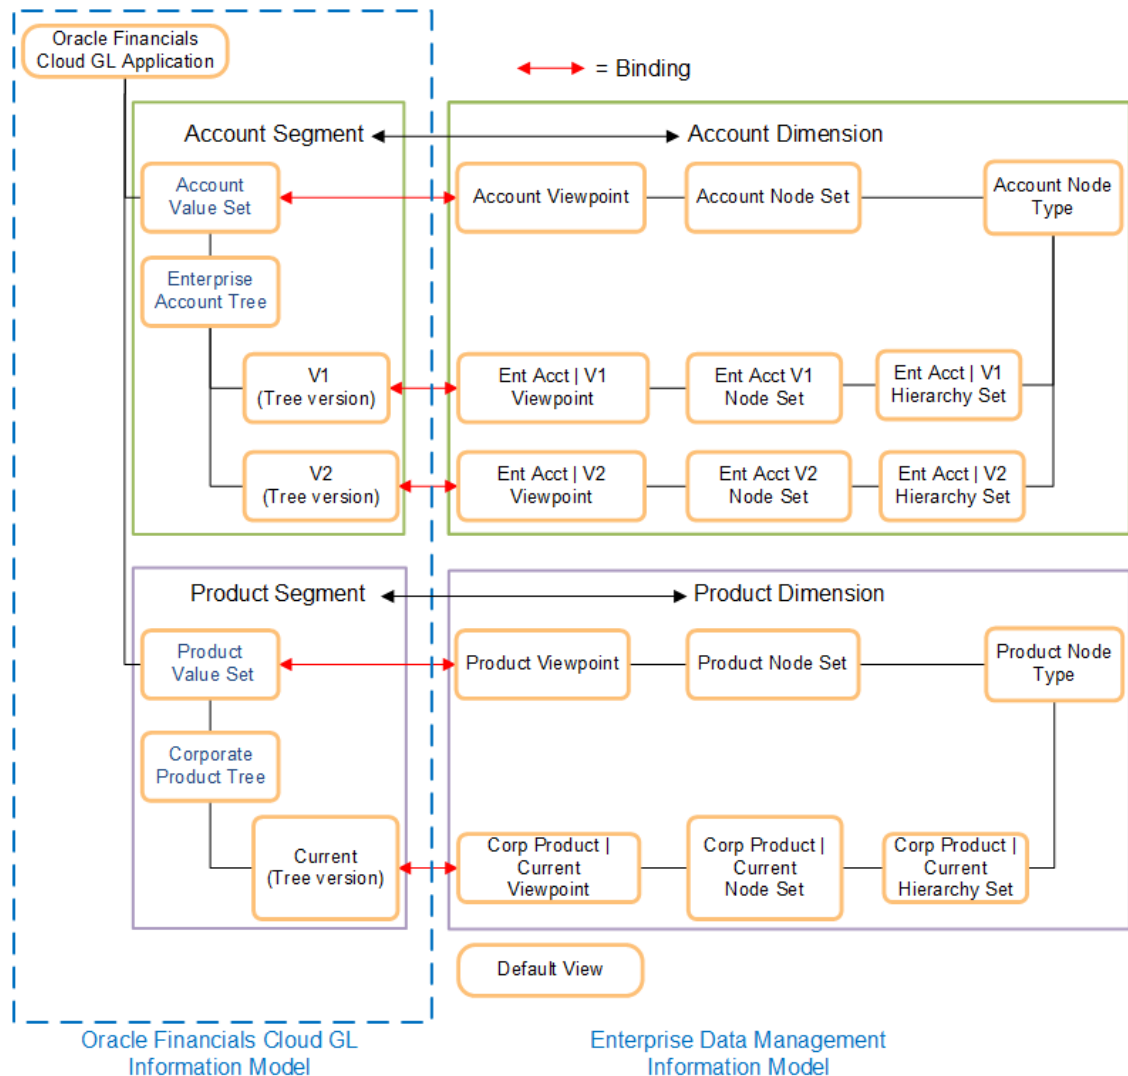 Oracle Financials
Cloud GL Application
= Binding
Account Segment
Account Dimension
Account
Value Set
Account Viewpoint
Account Node Set
Account Node
Type
Enterprise
Account Tree
V1
(Tree version)
Ent Acct | V1
Viewpoint
Ent Acct V1
Node Set
Ent Acct | V1
Hierarchy Set
V2
(Tree version)
Ent Acct | V2
Viewpoint
Ent Acct V2
Node Set
Ent Acct | V2
Hierarchy Set
Product Segment
Product Dimension
Product
Value Set
Product Viewpoint
Product Node Set
Product Node
Type
Corporate
Product Tree
Current
(Tree version)
Corp Product |
Current
Viewpoint
Corp Product |
Current
Node Set
Corp Product |
Current
Hierarchy Set
Default View
Oracle Financials Cloud GL
Information Model
Enterprise Data Management
Information Model